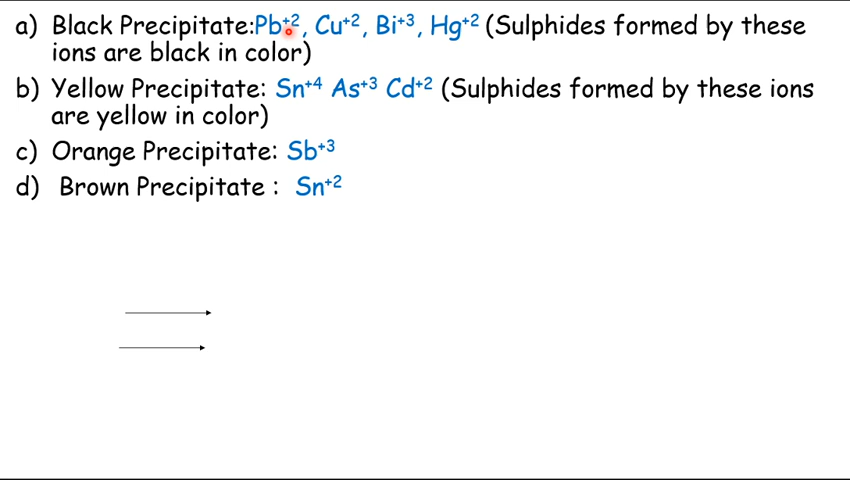 a) Black Precipitate:Pb⁺², Cu⁺², Bi⁺³, Hg⁺² (Sulphides formed by these
ions are black in color)
b) Yellow Precipitate: Sn⁺⁴ As⁺³ Cd⁺² (Sulphides formed by these ions
are yellow in color)
c) Orange Precipitate: Sb⁺³
d) Brown Precipitate : Sn⁺²